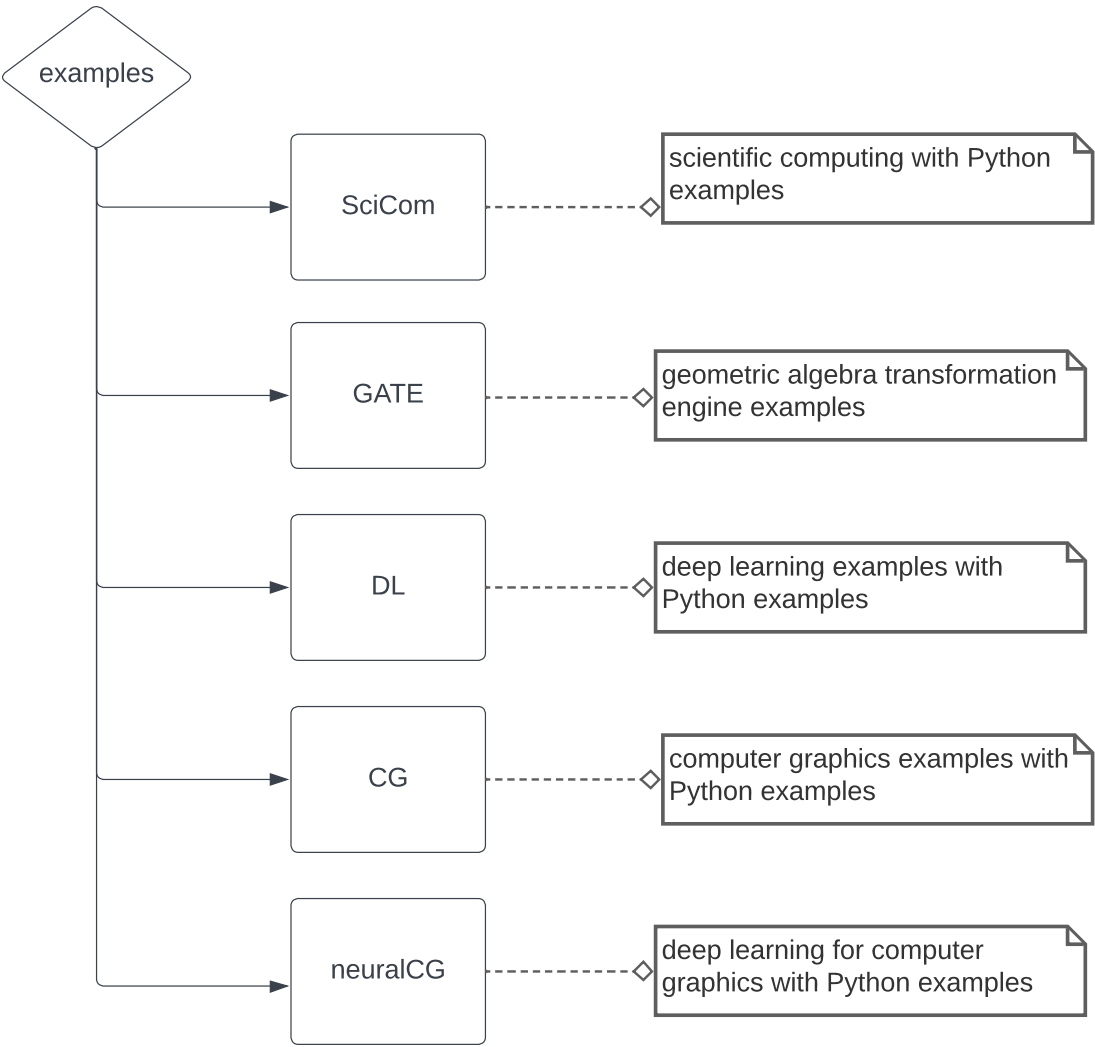 examples
SciCom
scientific computing with Python
examples
GATE
geometric algebra transformation
engine examples
DL
deep learning examples with
Python examples
CG
computer graphics examples with
Python examples
neuralCG
deep learning for computer
graphics with Python examples